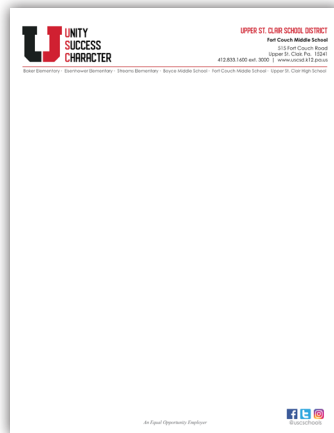 UNITY
SUCCESS
CHARACTER
UPPER ST. CLAIR SCHOOL DISTRICT
Fort Couch Middle School
515 Fort Couch Road
Upper St. Clair, Pa. 15241
412.833.1600 ext. 3000 | www.uscsd.k12.pa.us
Baker Elementary · Eisenhower Elementary · Streams Elementary · Boyce Middle School · Fort Couch Middle School · Upper St. Clair High School
An Equal Opportunity Employer
@uscschools